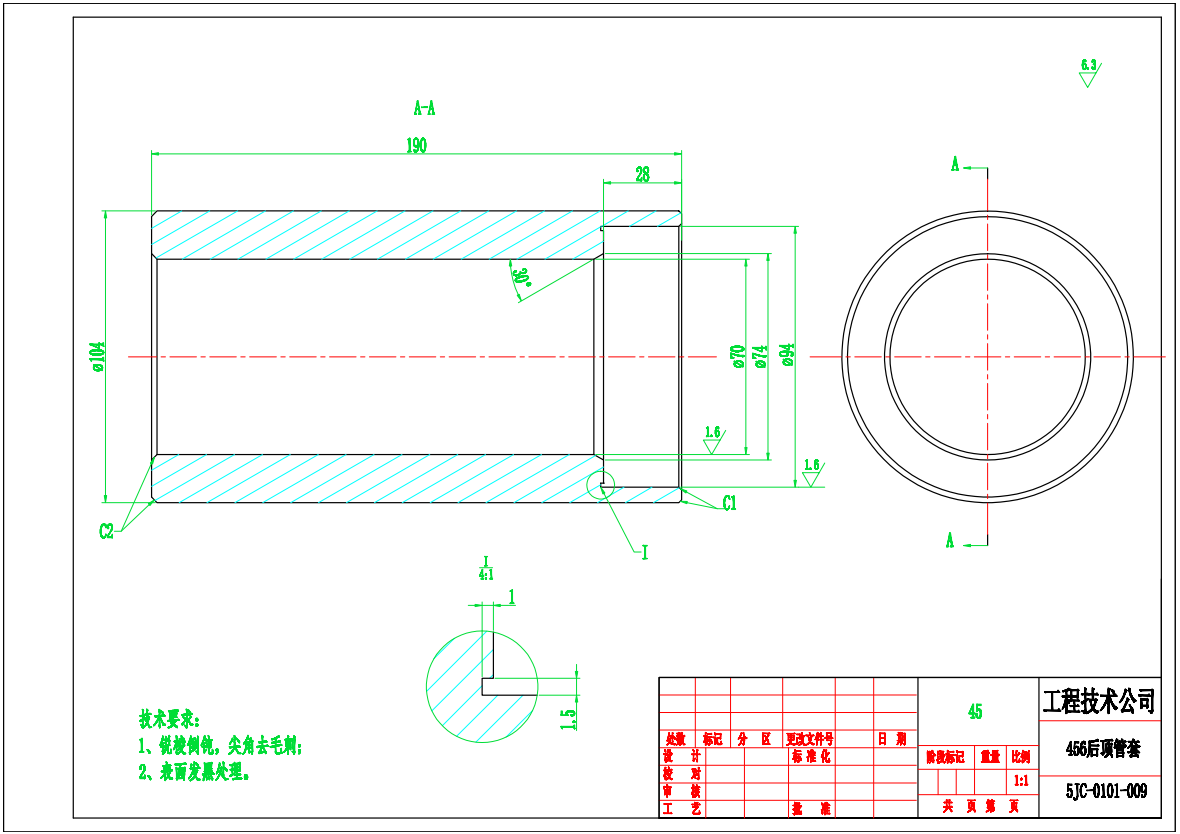 6.3
A-A
190
28
A
30°
ø104
ø70
ø74
ø94
1.6
1.6
C2
C1
I
A
I
4:1
1
1.5
技术要求:
1、锐棱倒钝，尖角去毛刺;
2、表面发黑处理。
45
工程技术公司
处数 标记 分 区 更改文件号 日 期
456后顶管套
设 计 标准化
阶段标记 重量 比例
校 对
1:1
审 核
5JC-0101-009
工 艺 批 准
共 页 第 页